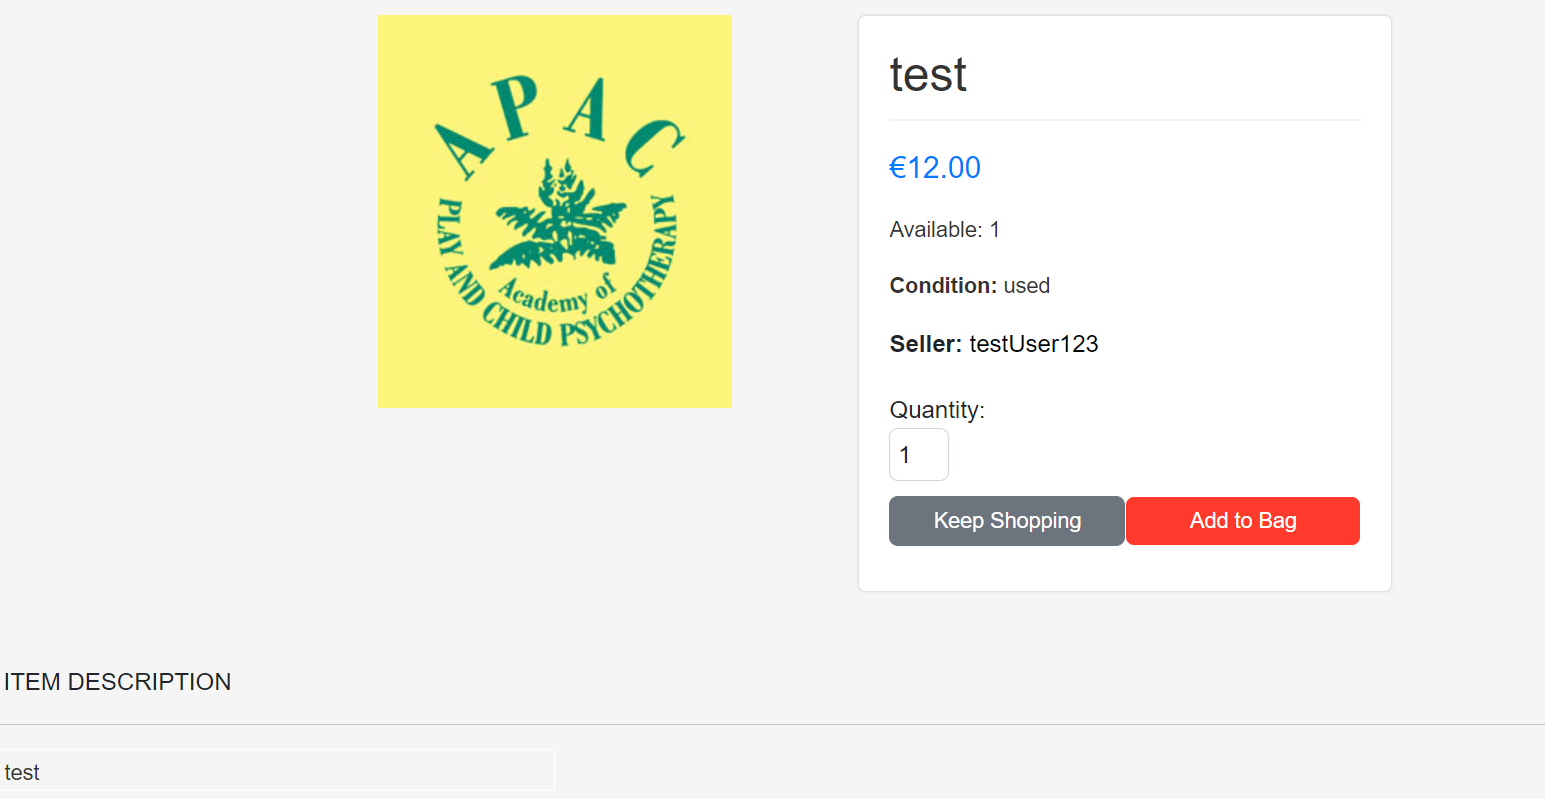 APAC
Academy of
PLAY AND CHILD PSYCHOTHERAPY
test
€12.00
Available: 1
Condition: used
Seller: testUser123
Quantity:
1
Keep Shopping Add to Bag
ITEM DESCRIPTION
test